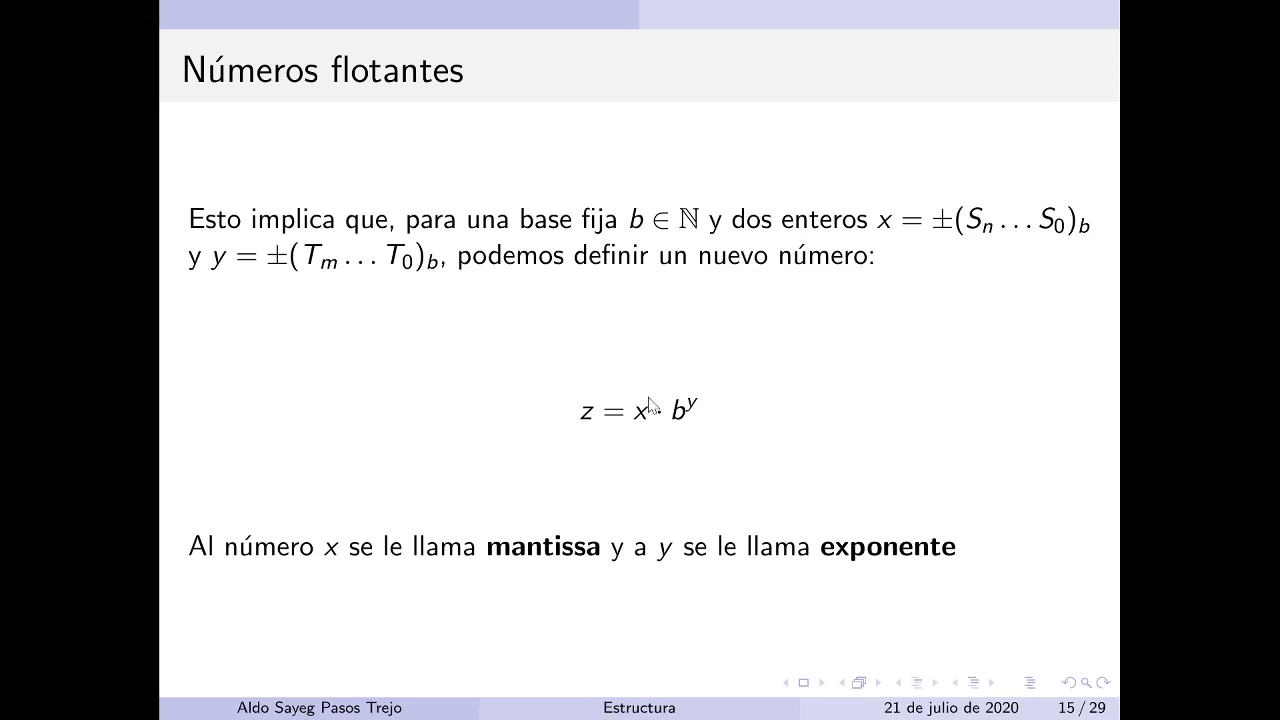 Números flotantes
Esto implica que, para una base fija b ∈ ℕ y dos enteros x = ±(Sₙ . . . S₀)_b
y y = ±(Tₘ . . . T₀)_b, podemos definir un nuevo número:
z = x · b^y
Al número x se le llama mantissa y a y se le llama exponente
Aldo Sayeg Pasos Trejo Estructura 21 de julio de 2020 15 / 29